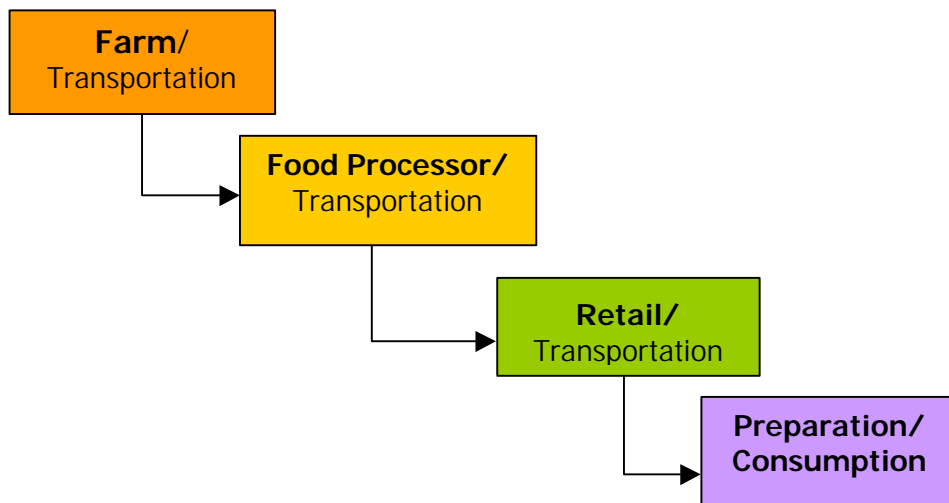 Farm/
Transportation
Food Processor/
Transportation
Retail/
Transportation
Preparation/
Consumption